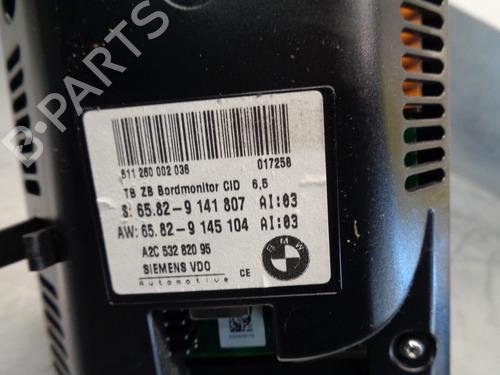 611 260 002 036 017258
TB ZB Bordmonitor CID 6,5
S: 65.82-9 141 807 AI:03
AW: 65.82-9 145 104 AI:03
A2C 532 820 95
SIEMENS VDO
Automotive CE
BMW
B-PARTS